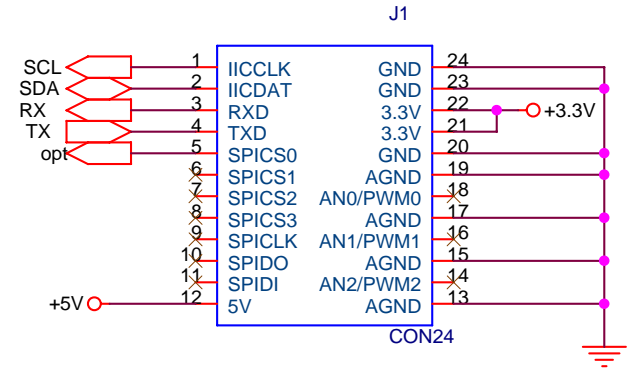 J1
SCL 1 IICCLK GND 24
SDA 2 IICDAT GND 23
RX 3 RXD 3.3V 22 +3.3V
TX 4 TXD 3.3V 21
opt 5 SPICS0 GND 20
6 SPICS1 AGND 19
7 SPICS2 AN0/PWM0 18
8 SPICS3 AGND 17
9 SPICLK AN1/PWM1 16
10 SPIDO AGND 15
11 SPIDI AN2/PWM2 14
+5V 12 5V AGND 13
CON24